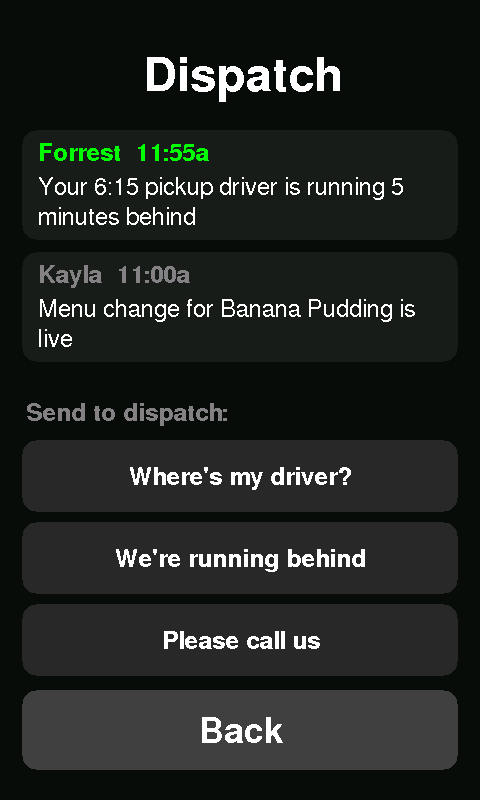 Dispatch
Forrest 11:55a
Your 6:15 pickup driver is running 5
minutes behind
Kayla 11:00a
Menu change for Banana Pudding is
live
Send to dispatch:
Where's my driver?
We're running behind
Please call us
Back